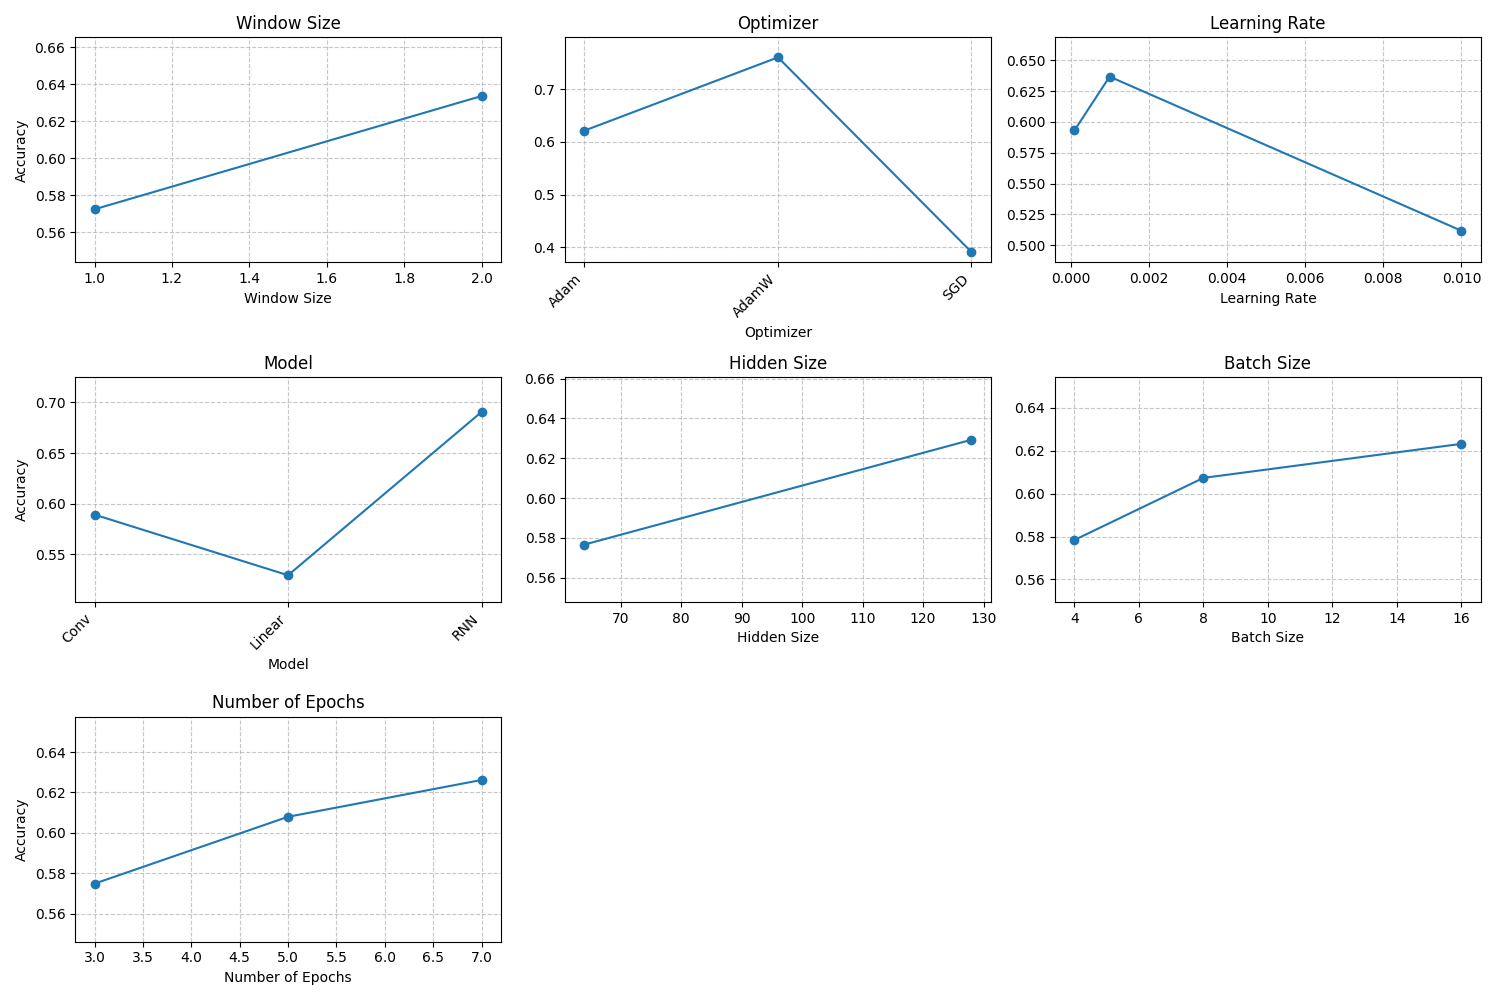 Window Size
Accuracy
0.66
0.64
0.62
0.60
0.58
0.56
1.0 1.2 1.4 1.6 1.8 2.0
Window Size
Optimizer
0.7
0.6
0.5
0.4
Adam AdamW SGD
Optimizer
Learning Rate
0.650
0.625
0.600
0.575
0.550
0.525
0.500
0.000 0.002 0.004 0.006 0.008 0.010
Learning Rate
Model
Accuracy
0.70
0.65
0.60
0.55
Conv Linear RNN
Model
Hidden Size
0.66
0.64
0.62
0.60
0.58
0.56
70 80 90 100 110 120 130
Hidden Size
Batch Size
0.64
0.62
0.60
0.58
0.56
4 6 8 10 12 14 16
Batch Size
Number of Epochs
Accuracy
0.64
0.62
0.60
0.58
0.56
3.0 3.5 4.0 4.5 5.0 5.5 6.0 6.5 7.0
Number of Epochs